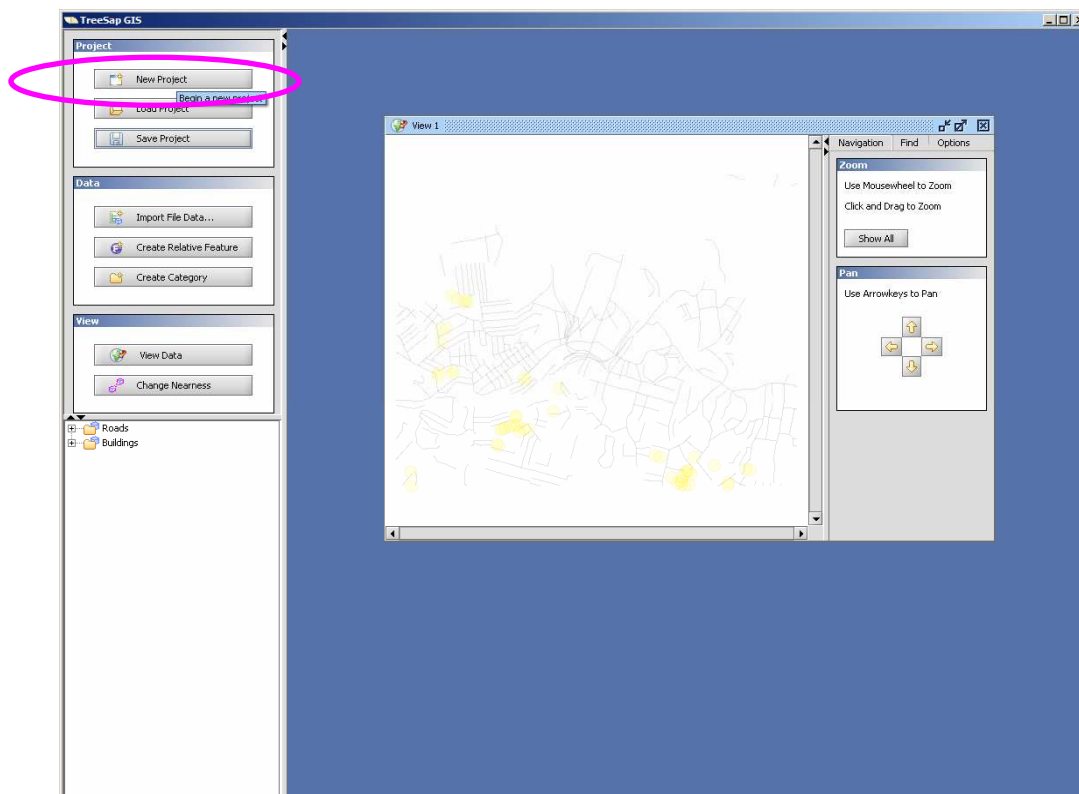 TreeSap GIS
Project
New Project
Begin a new project
Load Project
Save Project
Data
Import File Data...
Create Relative Feature
Create Category
View
View Data
Change Nearness
Roads
Buildings
View 1
Navigation Find Options
Zoom
Use Mousewheel to Zoom
Click and Drag to Zoom
Show All
Pan
Use Arrowkeys to Pan